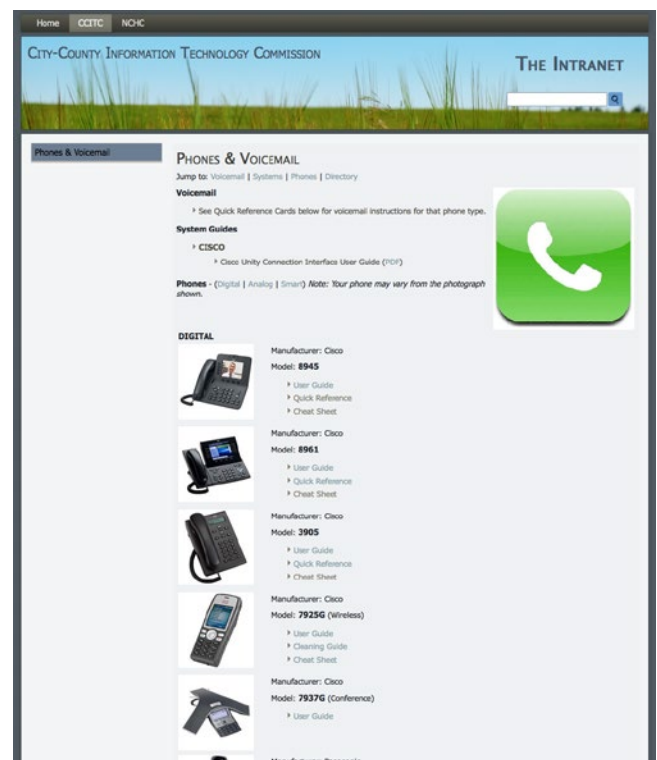 Home CCITC NCHC
City-County Information Technology Commission
The Intranet
Phones & Voicemail
Phones & Voicemail
Jump to: Voicemail | Systems | Phones | Directory
Voicemail
See Quick Reference Cards below for voicemail instructions for that phone type.
System Guides
CISCO
Cisco Unity Connection Interface User Guide (PDF)
Phones - (Digital | Analog | Smart) Note: Your phone may vary from the photograph
shown.
DIGITAL
Manufacturer: Cisco
Model: 8945
User Guide
Quick Reference
Cheat Sheet
Manufacturer: Cisco
Model: 8961
User Guide
Quick Reference
Cheat Sheet
Manufacturer: Cisco
Model: 3905
User Guide
Quick Reference
Cheat Sheet
Manufacturer: Cisco
Model: 7925G (Wireless)
User Guide
Cleaning Guide
Cheat Sheet
Manufacturer: Cisco
Model: 7937G (Conference)
User Guide